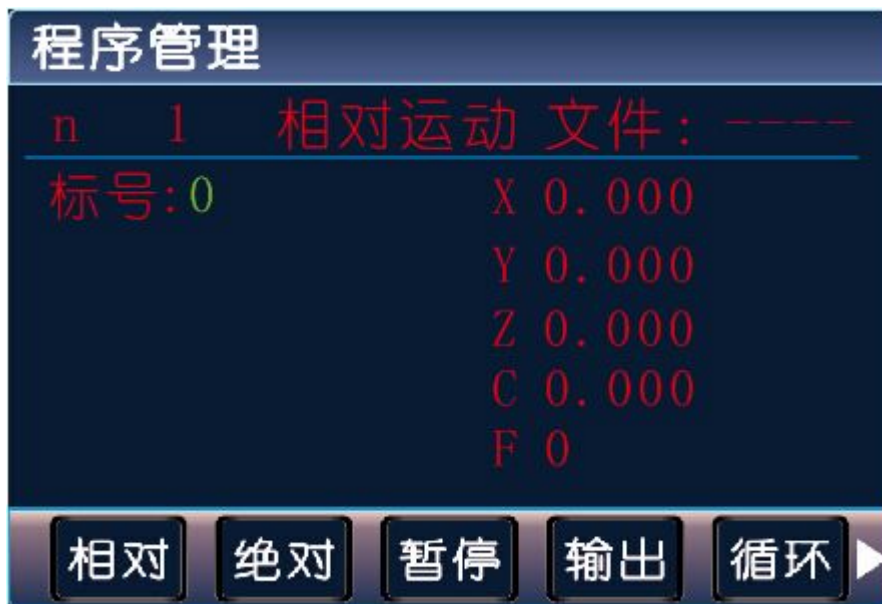 程序管理
n 1 相对运动 文件: ----
标号:0 X 0.000
Y 0.000
Z 0.000
C 0.000
F 0
相对 绝对 暂停 输出 循环